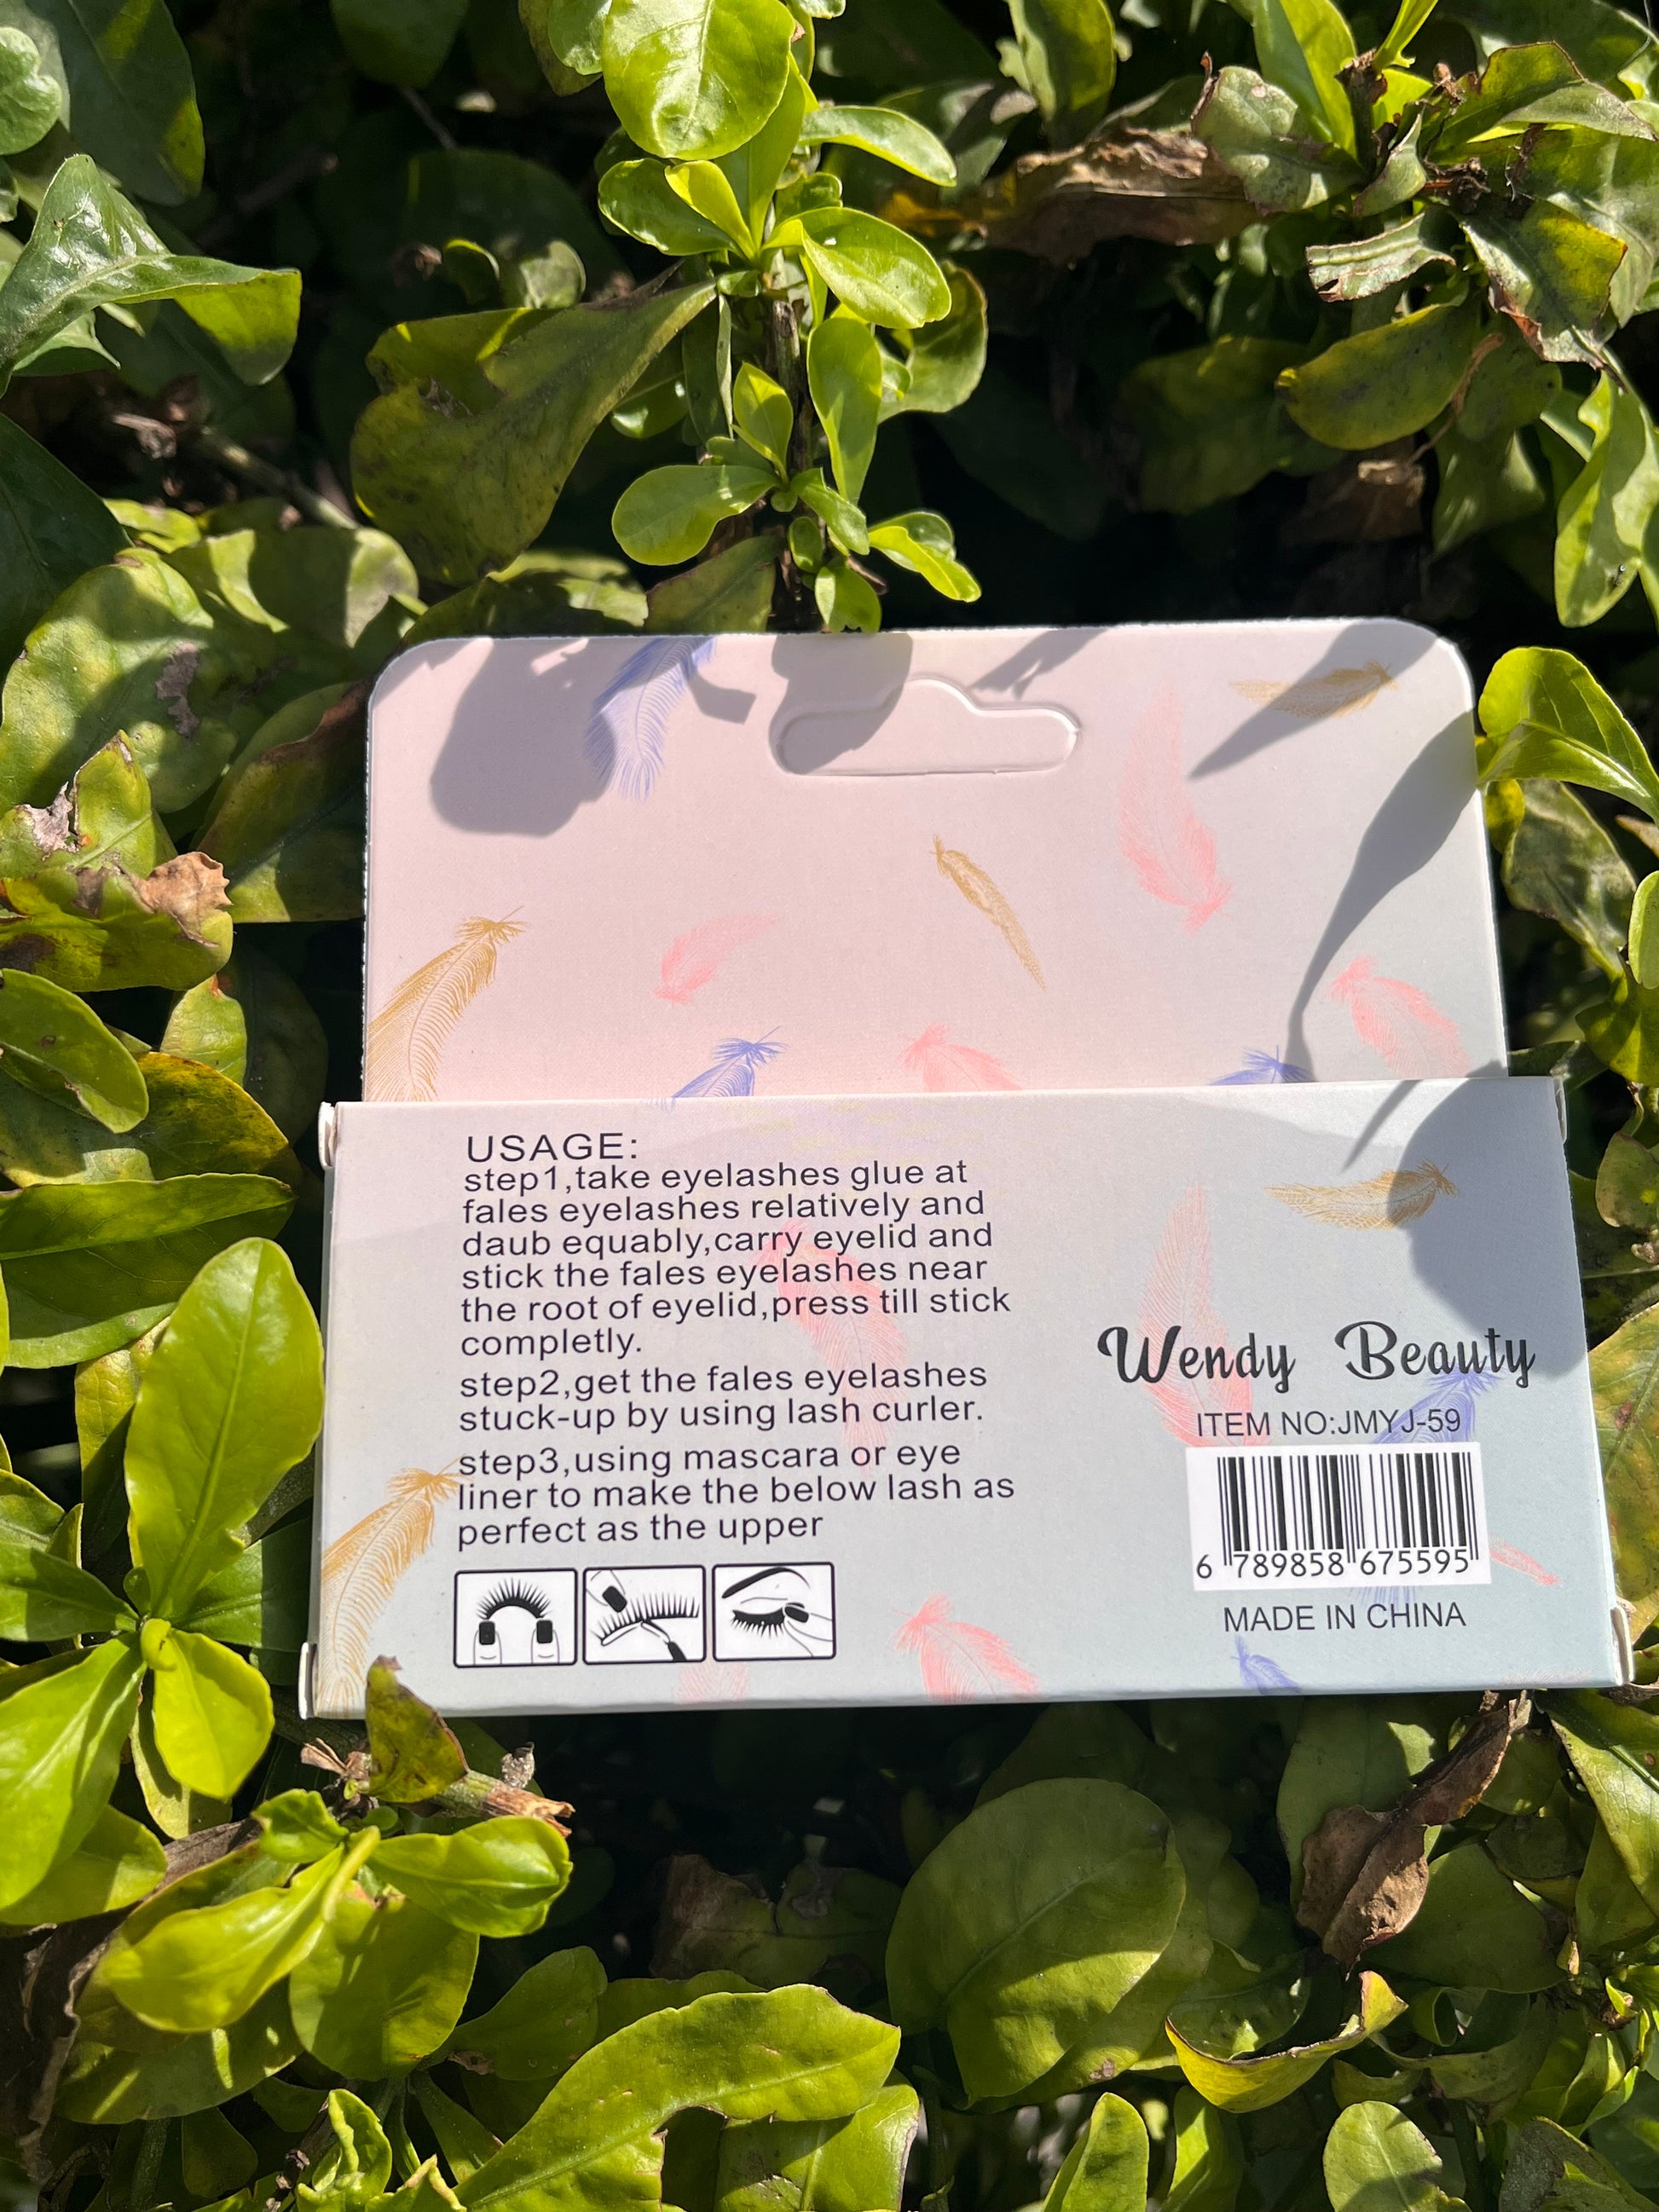 USAGE:
step1,take eyelashes glue at
fales eyelashes relatively and
daub equably,carry eyelid and
stick the fales eyelashes near
the root of eyelid,press till stick
completly.
step2,get the fales eyelashes
stuck-up by using lash curler.
step3,using mascara or eye
liner to make the below lash as
perfect as the upper
Wendy Beauty
ITEM NO:JMYJ-59
6 789858 675595
MADE IN CHINA